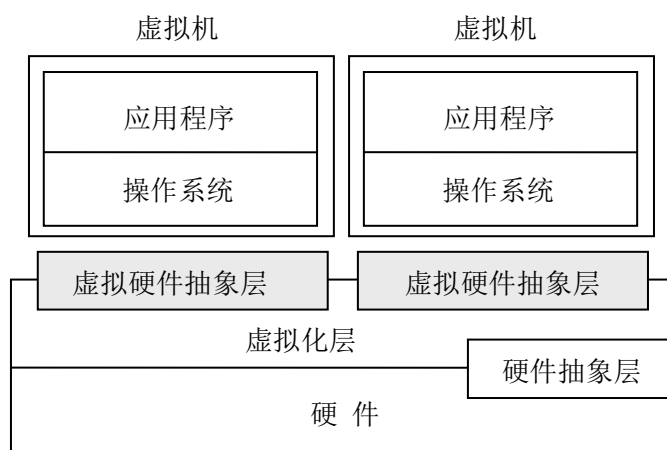 虚拟机
虚拟机
应用程序
应用程序
操作系统
操作系统
虚拟硬件抽象层
虚拟硬件抽象层
虚拟化层
硬件抽象层
硬 件